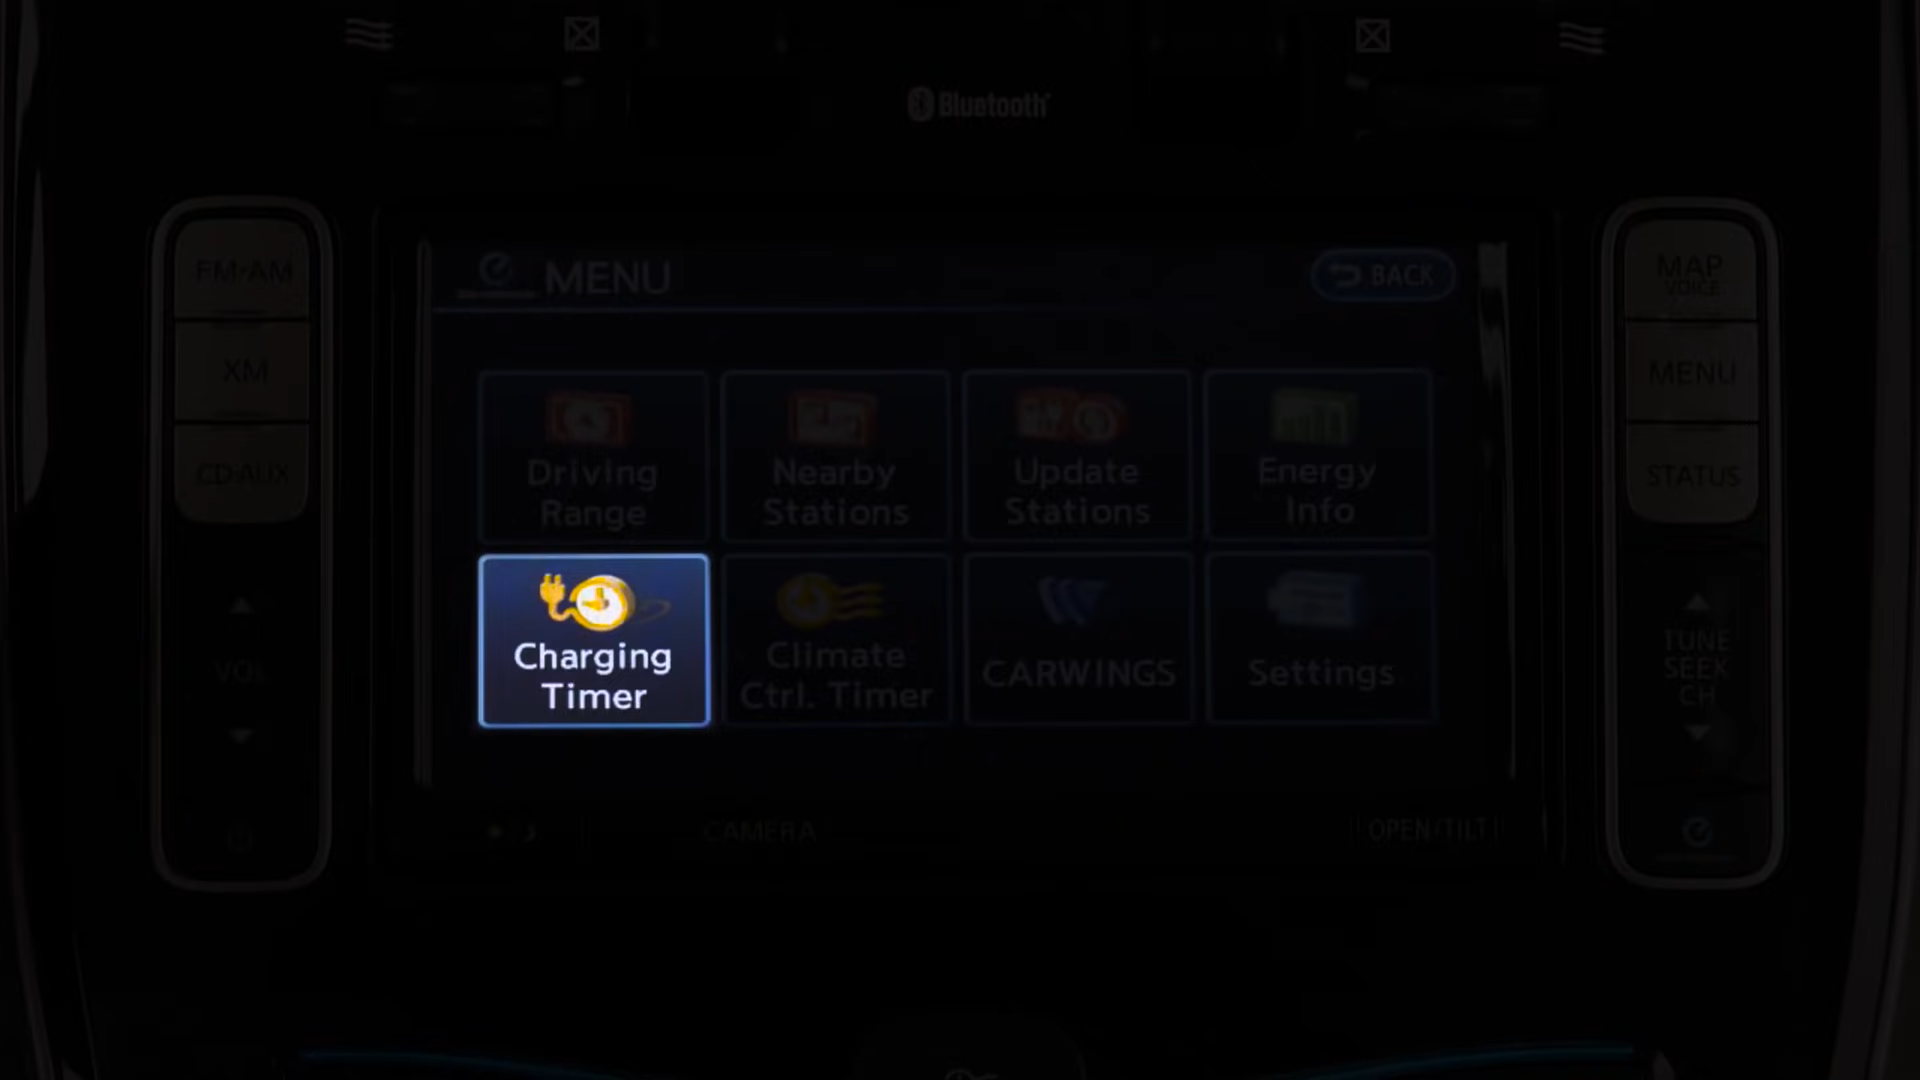 Bluetooth
FM·AM
XM
CD·AUX
VOL
MENU
BACK
Driving
Range
Nearby
Stations
Update
Stations
Energy
Info
Charging
Timer
Climate
Ctrl. Timer
CARWINGS
Settings
CAMERA
OPEN/TILT
MAP
VOICE
MENU
STATUS
TUNE
SEEK
CH